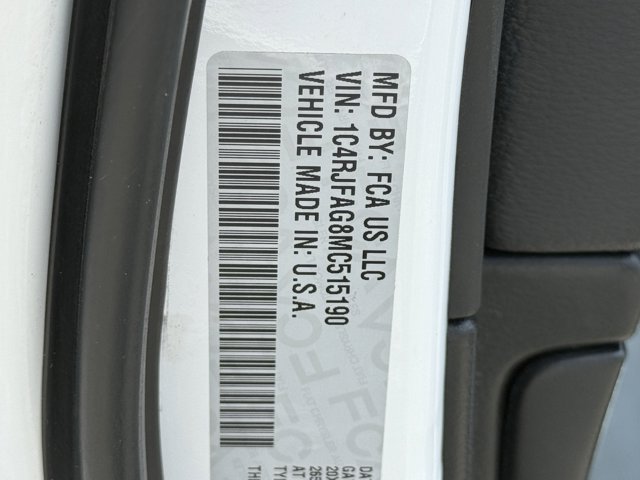 MFD BY: FCA US LLC
VIN: 1C4RJFAG8MC515190
VEHICLE MADE IN: U.S.A.